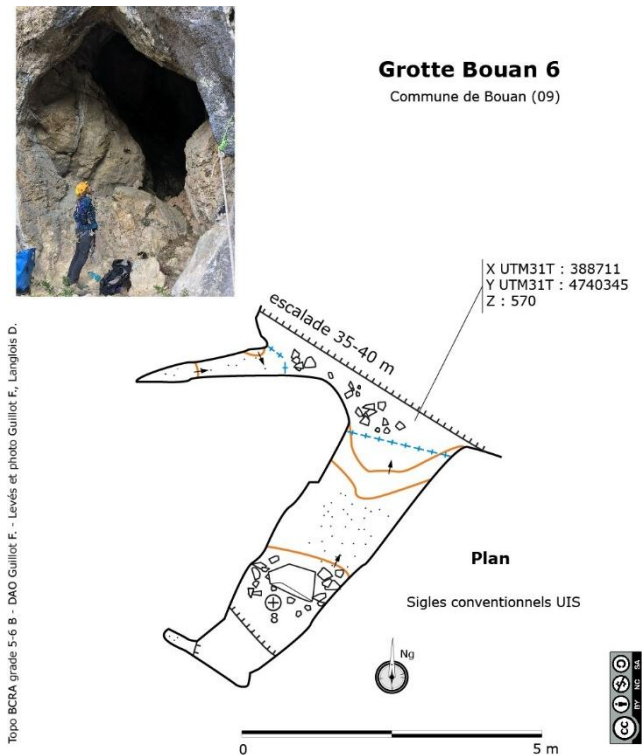 Grotte Bouan 6
Commune de Bouan (09)
X UTM31T : 388711
Y UTM31T : 4740345
Z : 570
escalade 35-40 m
Topo BCRA grade 5-6 B - DAO Guillot F. - Levés et photo Guillot F., Langlois D.
8
Plan
Sigles conventionnels UIS
Ng
0 5 m
cc
BY NC SA